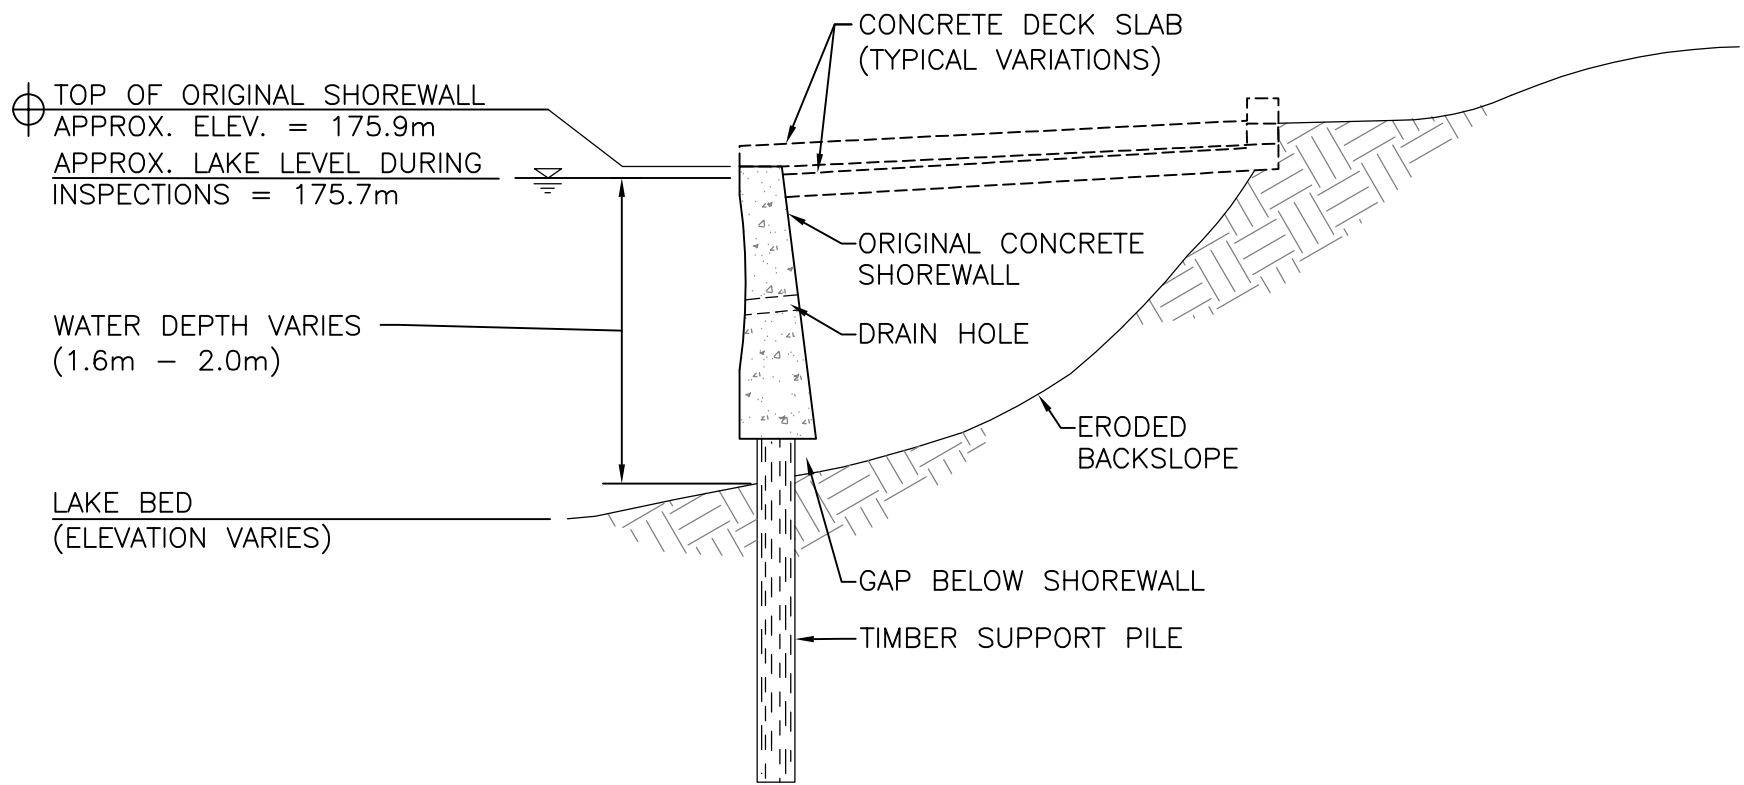 CONCRETE DECK SLAB
(TYPICAL VARIATIONS)
TOP OF ORIGINAL SHOREWALL
APPROX. ELEV. = 175.9m
APPROX. LAKE LEVEL DURING
INSPECTIONS = 175.7m
ORIGINAL CONCRETE
SHOREWALL
WATER DEPTH VARIES
(1.6m - 2.0m)
DRAIN HOLE
ERODED
BACKSLOPE
LAKE BED
(ELEVATION VARIES)
GAP BELOW SHOREWALL
TIMBER SUPPORT PILE